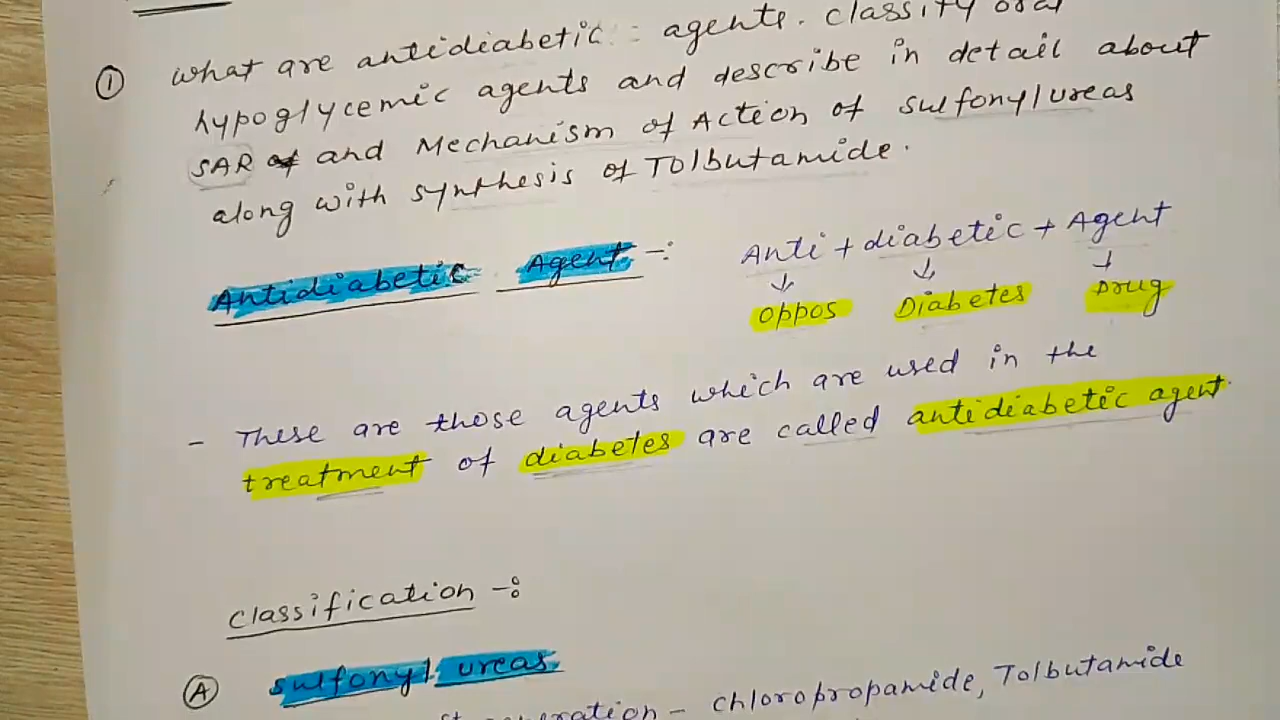 ① What are antidiabetic : agents. Classify oral
hypoglycemic agents and describe in detail about
SAR and Mechanism of Action of sulfonylureas
along with synthesis of Tolbutamide.
Antidiabetic Agent -: Anti + diabetic + Agent
Oppos Diabetes Drug
- These are those agents which are used in the
treatment of diabetes are called antidiabetic agent.
Classification -:
Ⓐ Sulfonyl ureas
- chloropropamide, Tolbutamide